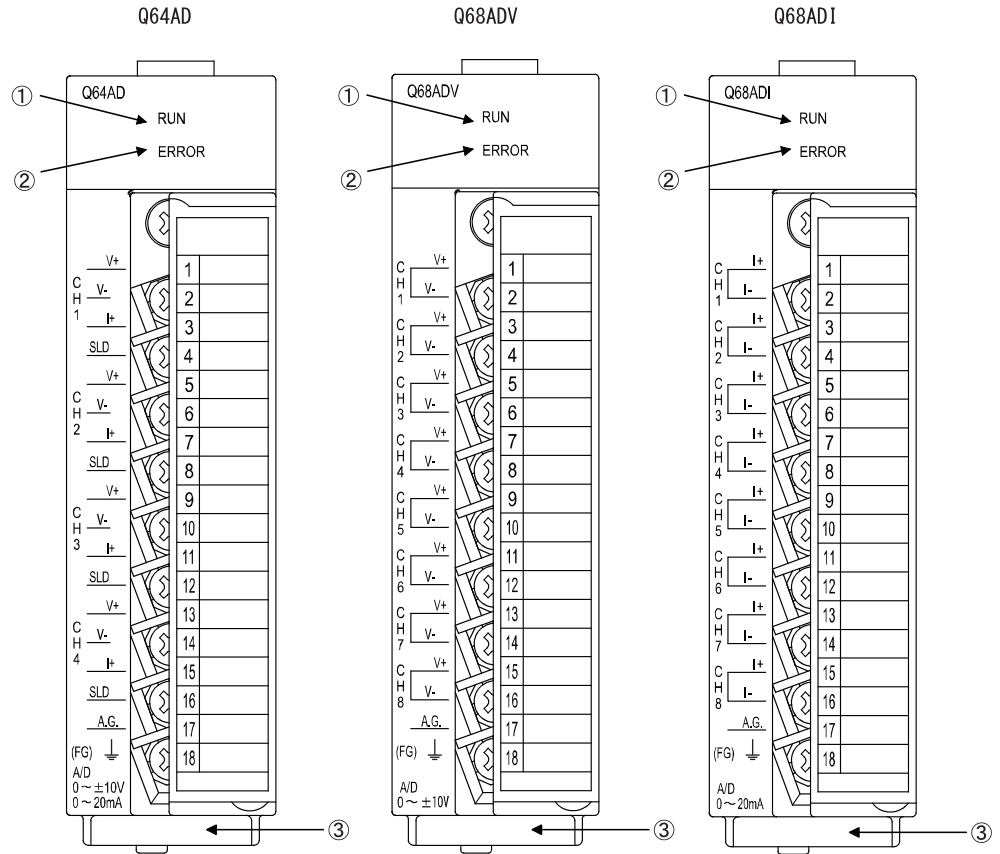 Q64AD
Q68ADV
Q68ADI
①
②
Q64AD
RUN
ERROR
CH1
V+
V-
I+
SLD
CH2
V+
V-
I+
SLD
CH3
V+
V-
I+
SLD
CH4
V+
V-
I+
SLD
A.G.
(FG)
A/D
0～±10V
0～20mA
1
2
3
4
5
6
7
8
9
10
11
12
13
14
15
16
17
18
③
①
②
Q68ADV
RUN
ERROR
CH1
V+
V-
CH2
V+
V-
CH3
V+
V-
CH4
V+
V-
CH5
V+
V-
CH6
V+
V-
CH7
V+
V-
CH8
V+
V-
A.G.
(FG)
A/D
0～±10V
1
2
3
4
5
6
7
8
9
10
11
12
13
14
15
16
17
18
③
①
②
Q68ADI
RUN
ERROR
CH1
I+
I-
CH2
I+
I-
CH3
I+
I-
CH4
I+
I-
CH5
I+
I-
CH6
I+
I-
CH7
I+
I-
CH8
I+
I-
A.G.
(FG)
A/D
0～20mA
1
2
3
4
5
6
7
8
9
10
11
12
13
14
15
16
17
18
③